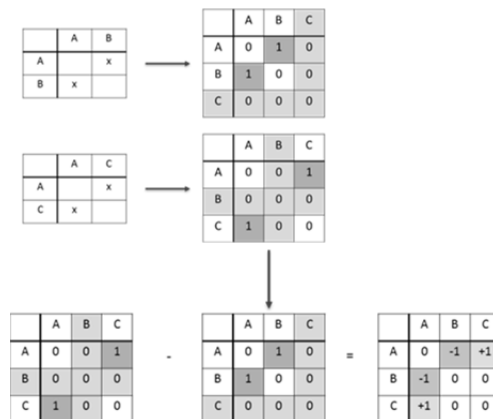 A B
A x
B x
A B C
A 0 1 0
B 1 0 0
C 0 0 0
A C
A x
C x
A B C
A 0 0 1
B 0 0 0
C 1 0 0
A B C
A 0 0 1
B 0 0 0
C 1 0 0
-
A B C
A 0 1 0
B 1 0 0
C 0 0 0
=
A B C
A 0 -1 +1
B -1 0 0
C +1 0 0